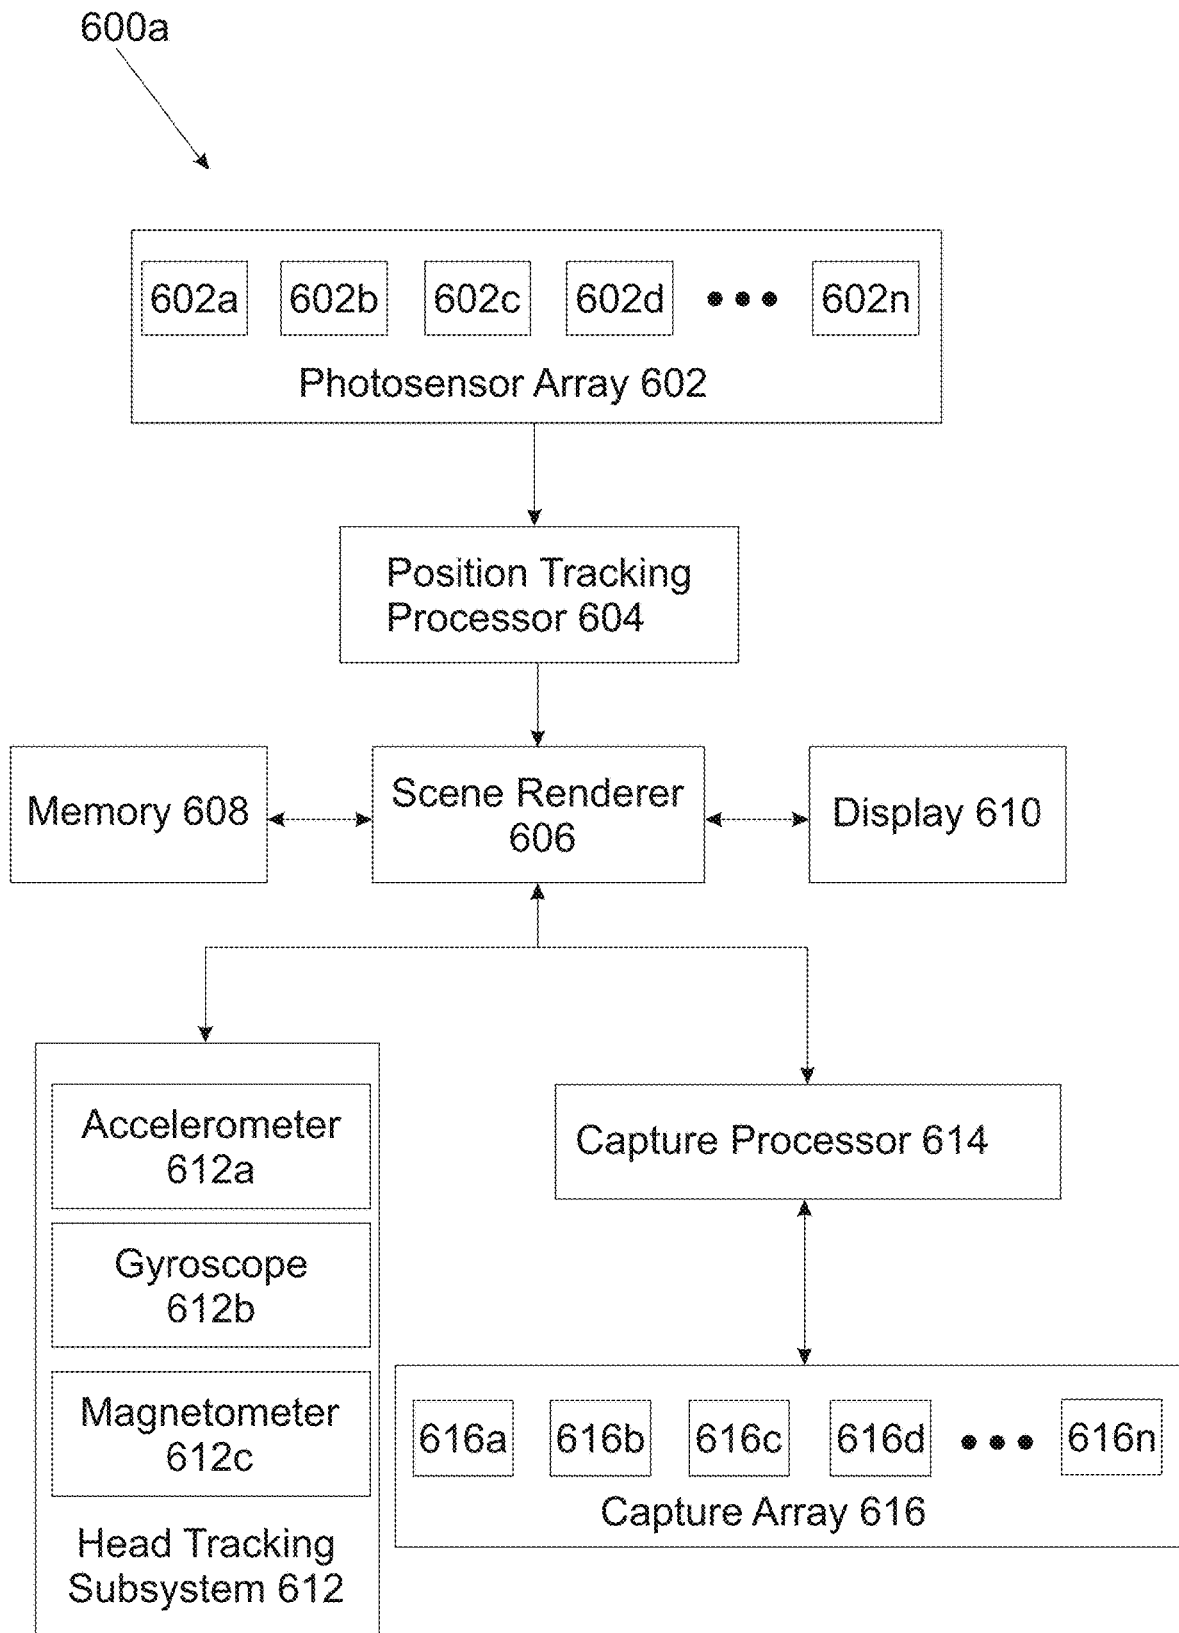 600a
602a 602b 602c 602d 602n
Photosensor Array 602
Position Tracking
Processor 604
Memory 608
Scene Renderer
606
Display 610
Accelerometer
612a
Gyroscope
612b
Magnetometer
612c
Head Tracking
Subsystem 612
Capture Processor 614
616a 616b 616c 616d 616n
Capture Array 616